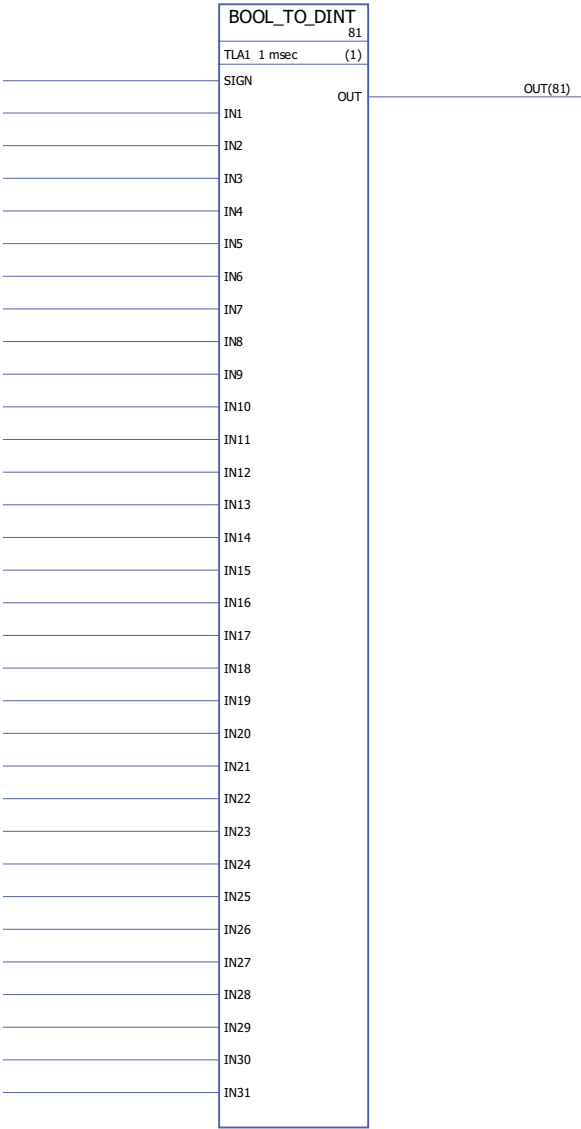 BOOL_TO_DINT
81
TLA1 1 msec (1)
SIGN
OUT
OUT(81)
IN1
IN2
IN3
IN4
IN5
IN6
IN7
IN8
IN9
IN10
IN11
IN12
IN13
IN14
IN15
IN16
IN17
IN18
IN19
IN20
IN21
IN22
IN23
IN24
IN25
IN26
IN27
IN28
IN29
IN30
IN31